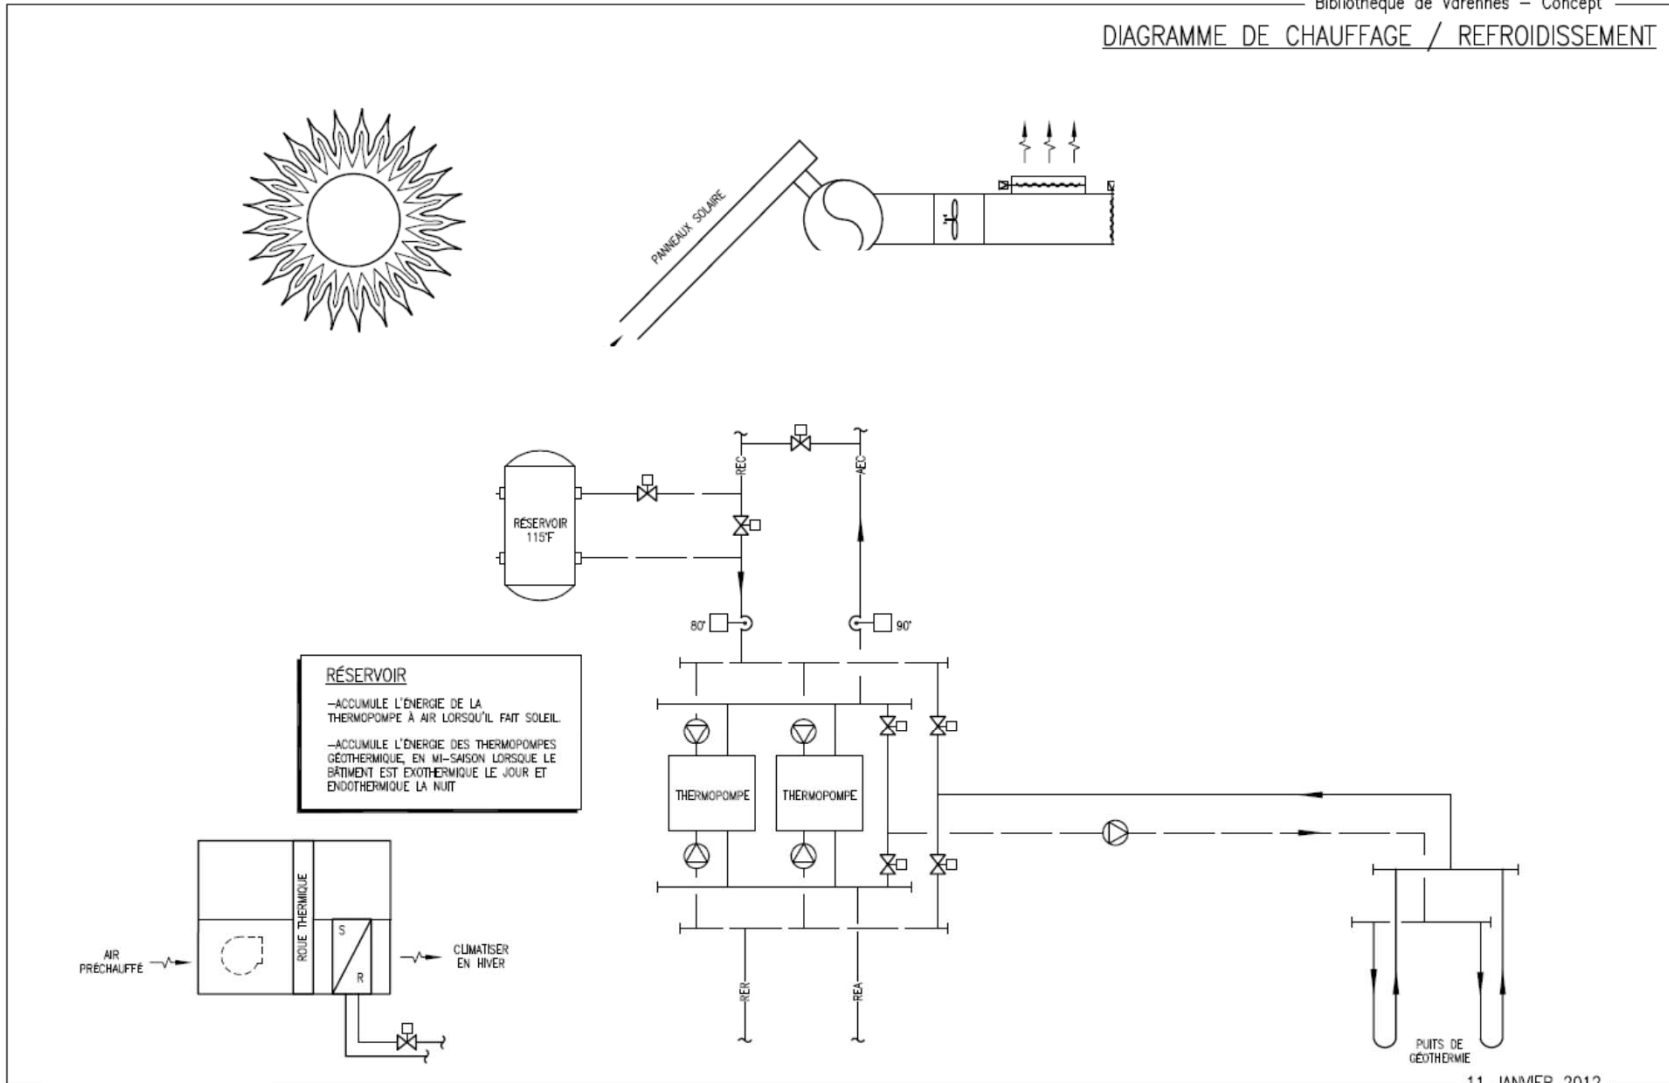 Bibliothèque de Varennes – Concept
DIAGRAMME DE CHAUFFAGE / REFROIDISSEMENT
PANNEAUX SOLAIRE
REC
AEC
RÉSERVOIR
115°F
80°
90°
RÉSERVOIR
–ACCUMULE L'ÉNERGIE DE LA
THERMOPOMPE À AIR LORSQU'IL FAIT SOLEIL.
–ACCUMULE L'ÉNERGIE DES THERMOPOMPES
GÉOTHERMIQUE, EN MI–SAISON LORSQUE LE
BÂTIMENT EST EXOTHERMIQUE LE JOUR ET
ENDOTHERMIQUE LA NUIT
THERMOPOMPE
THERMOPOMPE
ROUE THERMIQUE
S
R
AIR
PRÉCHAUFFÉ
CLIMATISER
EN HIVER
RER
REA
PUITS DE
GÉOTHERMIE
11 JANVIER 2012